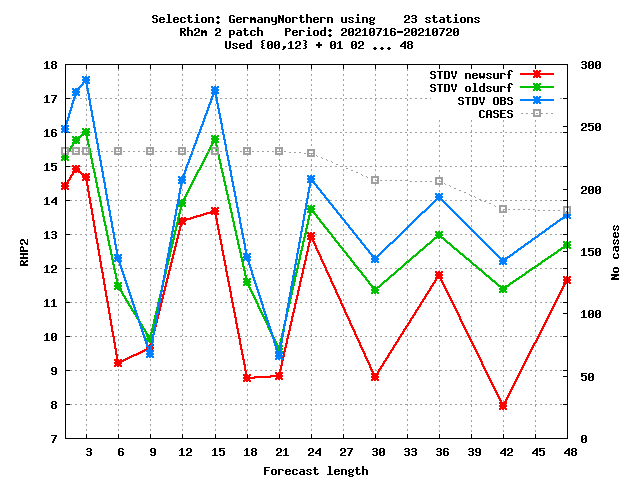 Selection: GermanyNorthern using    23 stations
Rh2m 2 patch   Period: 20210716-20210720
Used {00,12} + 01 02 ... 48
STDV newsurf
STDV oldsurf
STDV OBS
CASES
18
17
16
15
14
13
12
11
10
9
8
7
RHP2
300
250
200
150
100
50
0
No cases
3 6 9 12 15 18 21 24 27 30 33 36 39 42 45 48
Forecast length